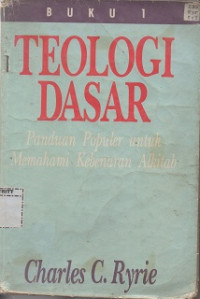 BUKU 1
TEOLOGI
DASAR
Panduan Populer untuk
Memahami Kebenaran Alkitab
Charles C. Ryrie